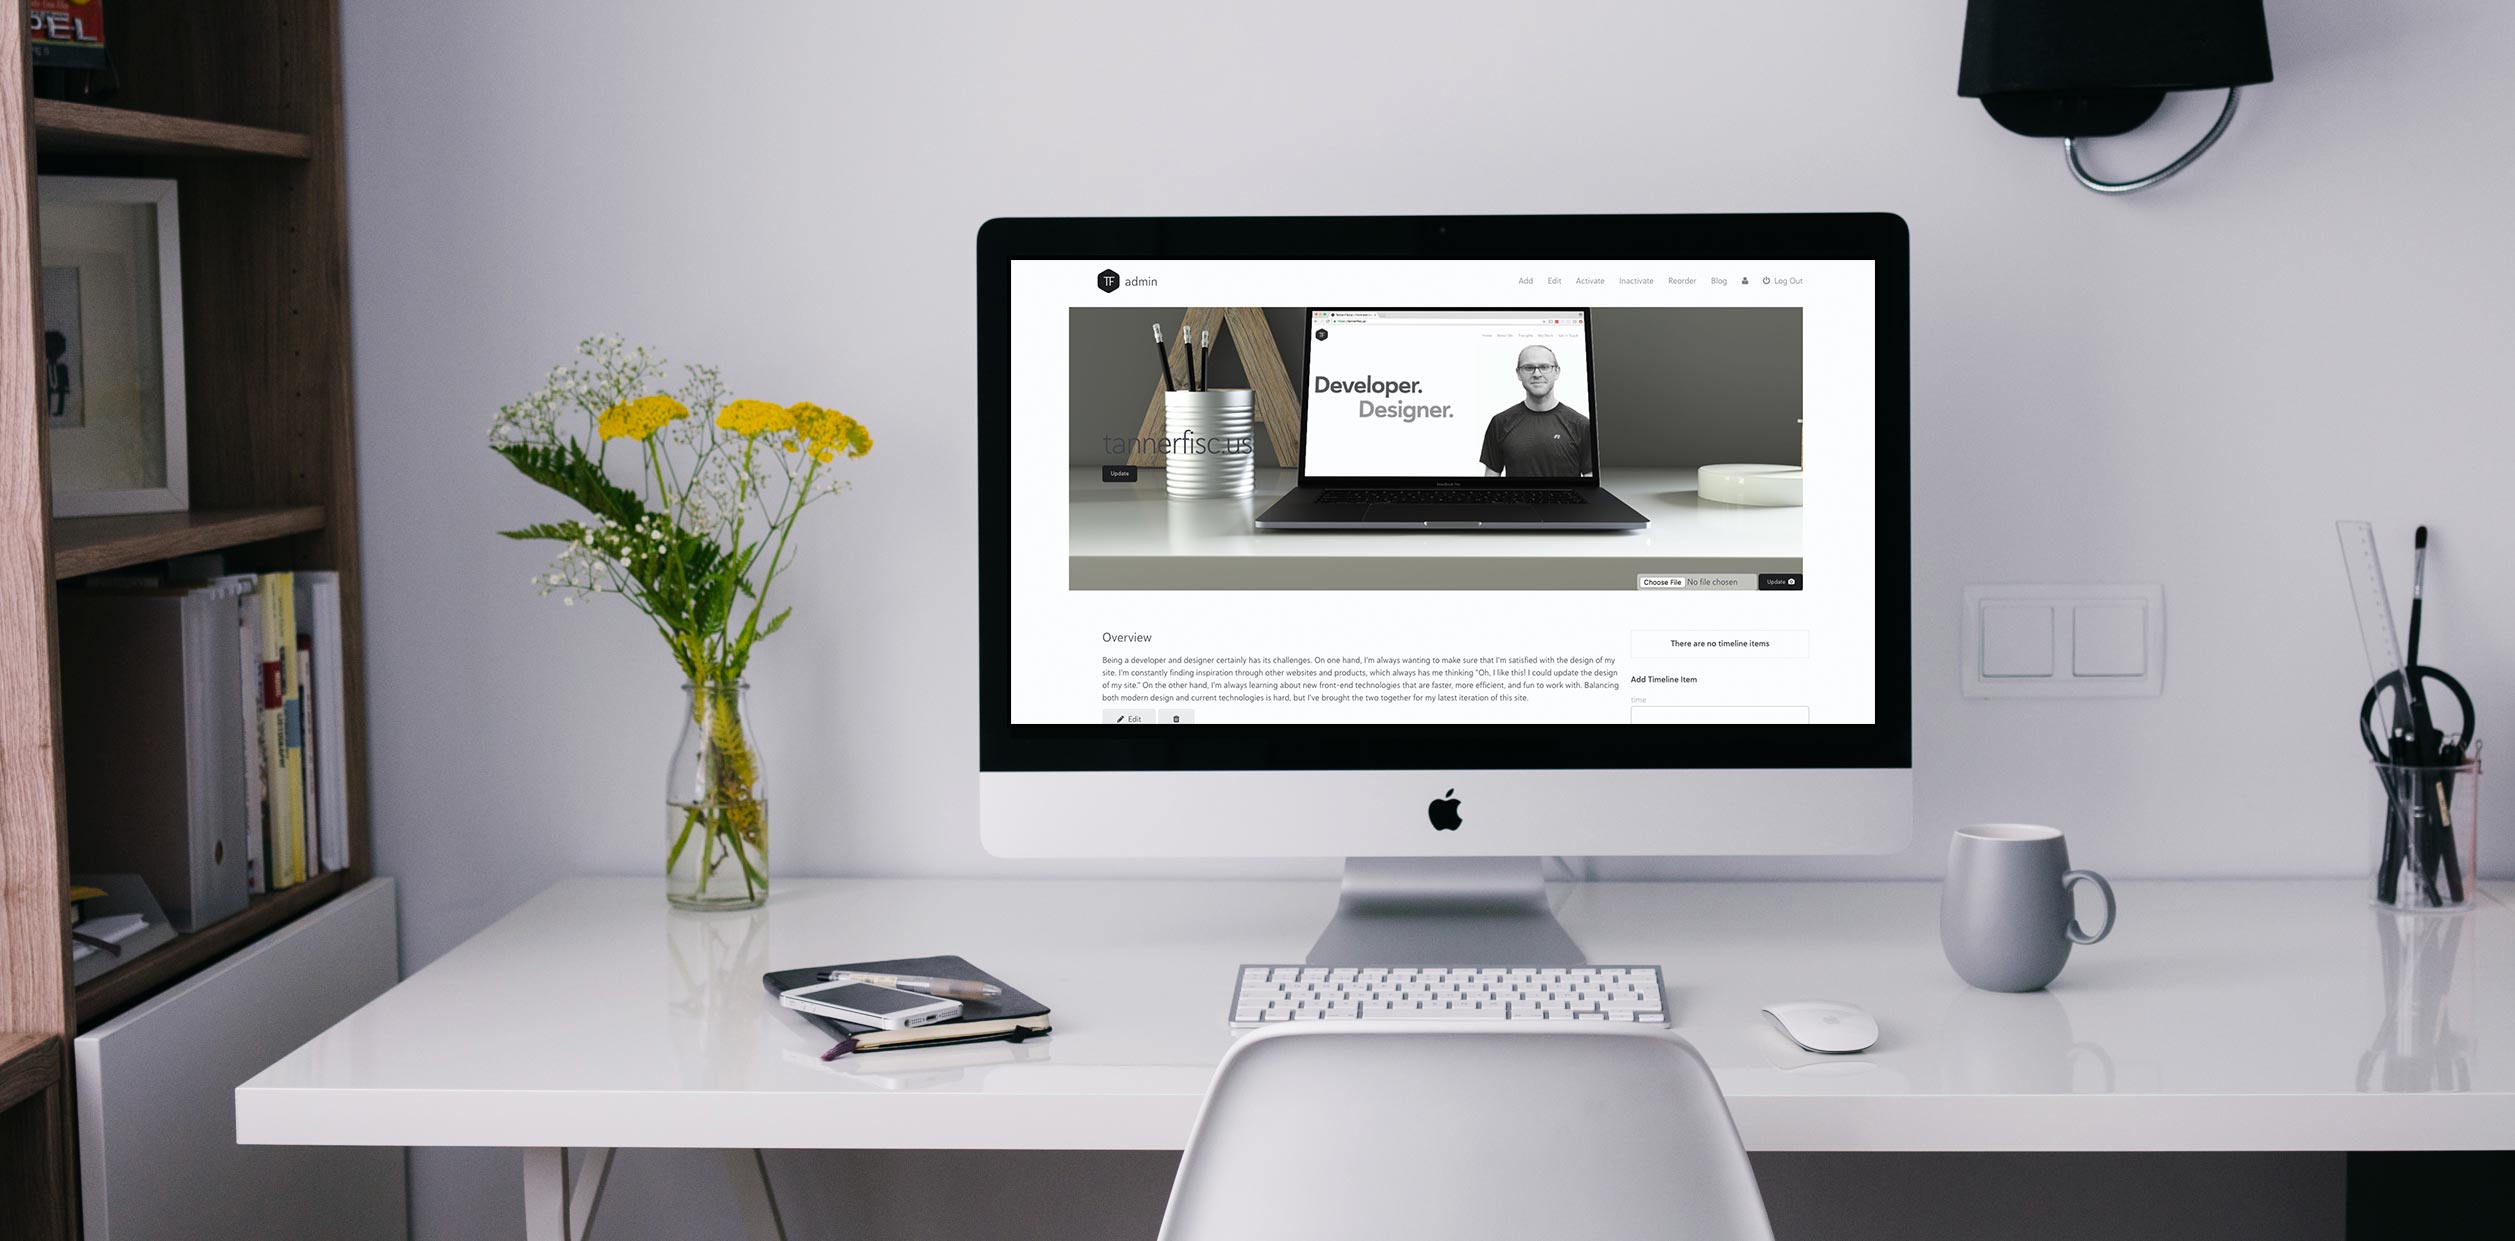 PEL
TF admin
Add Edit Activate Inactivate Reorder Blog Log Out
Developer.
Designer.
tannerfisc.us
Update
MacBook Pro
Choose File No file chosen Update
Overview
Being a developer and designer certainly has its challenges. On one hand, I'm always wanting to make sure that I'm satisfied with the design of my
site. I'm constantly finding inspiration through other websites and products, which always has me thinking "Oh, I like this! I could update the design
of my site." On the other hand, I'm always learning about new front-end technologies that are faster, more efficient, and fun to work with. Balancing
both modern design and current technologies is hard, but I've brought the two together for my latest iteration of this site.
Edit
There are no timeline items
Add Timeline Item
time